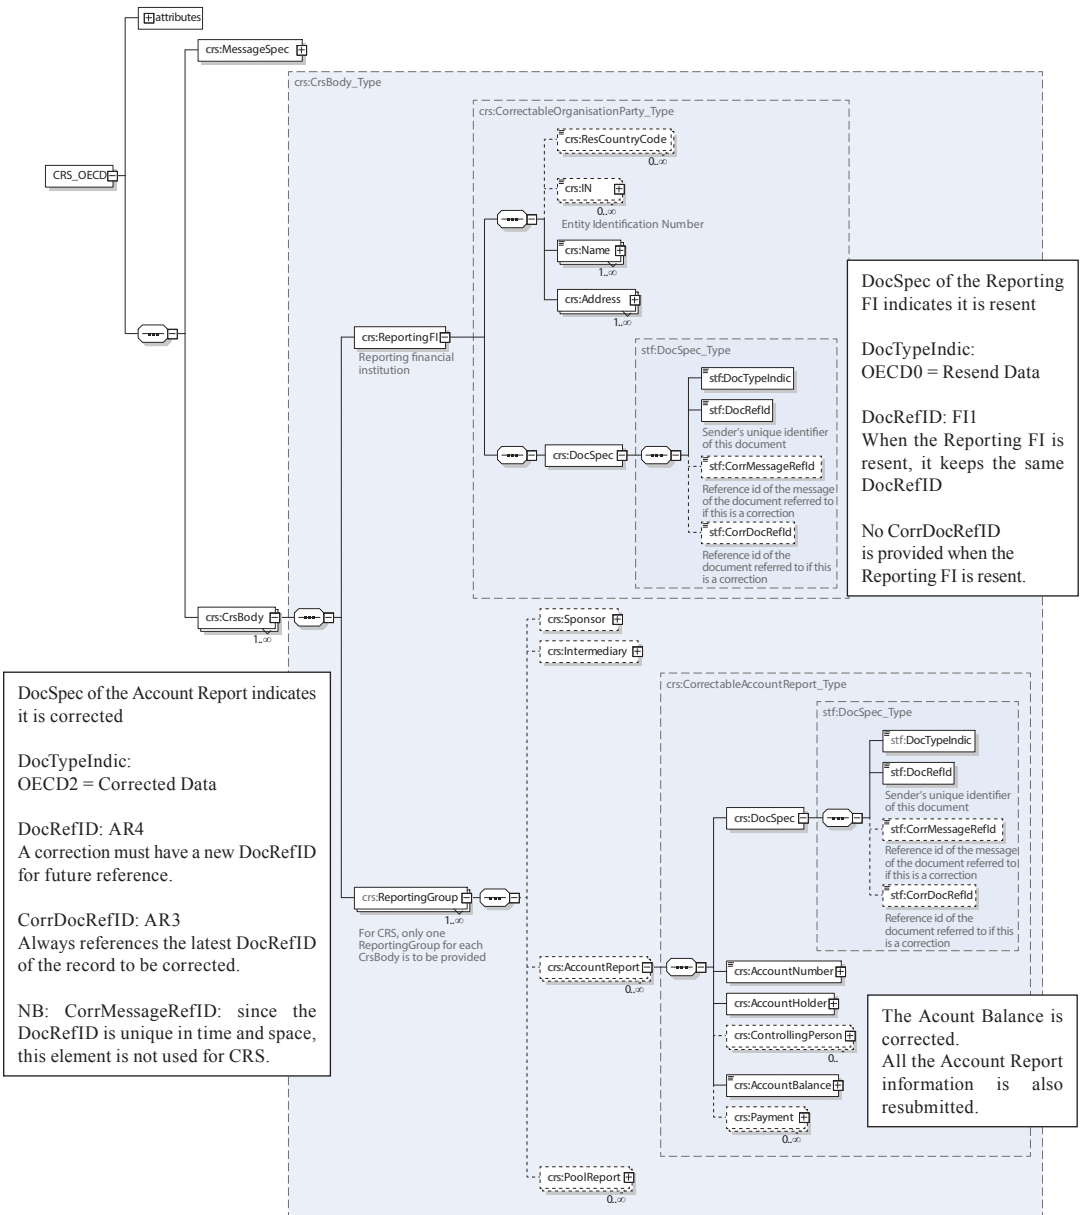 attributes
crs:MessageSpec
crs:CrsBody_Type
crs:CorrectableOrganisationParty_Type
crs:ResCountryCode
0..∞
CRS_OECD
crs:IN
0..∞
Entity Identification Number
crs:Name
1..∞
crs:Address
1..∞
crs:ReportingFI
Reporting financial
institution
stf:DocSpec_Type
stf:DocTypeIndic
stf:DocRefId
Sender's unique identifier
of this document
crs:DocSpec
stf:CorrMessageRefId
Reference id of the message
of the document referred to
if this is a correction
stf:CorrDocRefId
Reference id of the
document referred to if this
is a correction
DocSpec of the Reporting
FI indicates it is resent
DocTypeIndic:
OECD0 = Resend Data
DocRefID: FI1
When the Reporting FI is
resent, it keeps the same
DocRefID
No CorrDocRefID
is provided when the
Reporting FI is resent.
crs:CrsBody
1..∞
crs:Sponsor
crs:Intermediary
DocSpec of the Account Report indicates
it is corrected
DocTypeIndic:
OECD2 = Corrected Data
DocRefID: AR4
A correction must have a new DocRefID
for future reference.
CorrDocRefID: AR3
Always references the latest DocRefID
of the record to be corrected.
NB: CorrMessageRefID: since the
DocRefID is unique in time and space,
this element is not used for CRS.
crs:CorrectableAccountReport_Type
stf:DocSpec_Type
stf:DocTypeIndic
stf:DocRefId
Sender's unique identifier
of this document
crs:DocSpec
stf:CorrMessageRefId
Reference id of the message
of the document referred to
if this is a correction
stf:CorrDocRefId
Reference id of the
document referred to if this
is a correction
crs:ReportingGroup
1..∞
For CRS, only one
ReportingGroup for each
CrsBody is to be provided
crs:AccountReport
0..∞
crs:AccountNumber
crs:AccountHolder
crs:ControllingPerson
0..
crs:AccountBalance
crs:Payment
0..∞
The Acount Balance is
corrected.
All the Account Report
information is also
resubmitted.
crs:PoolReport
0..∞